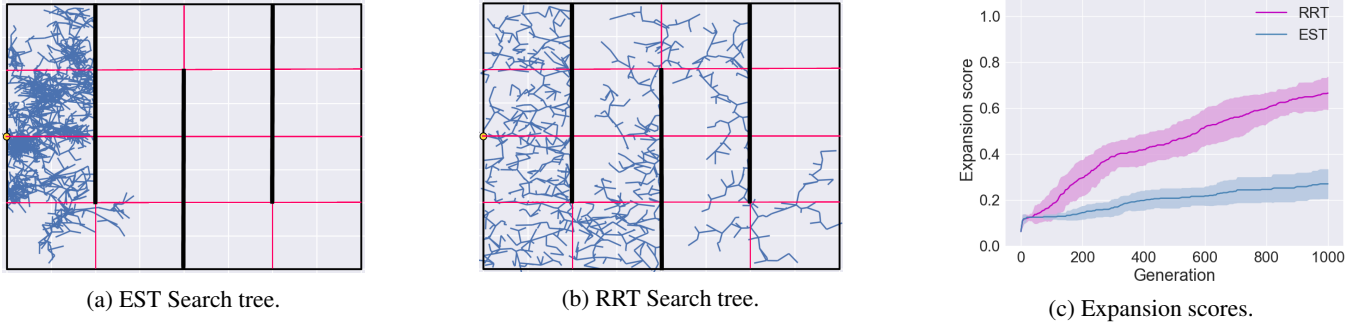 (a) EST Search tree.
(b) RRT Search tree.
1.0
0.8
0.6
0.4
0.2
0.0
Expansion score
RRT
EST
0
200
400
600
800
1000
Generation
(c) Expansion scores.